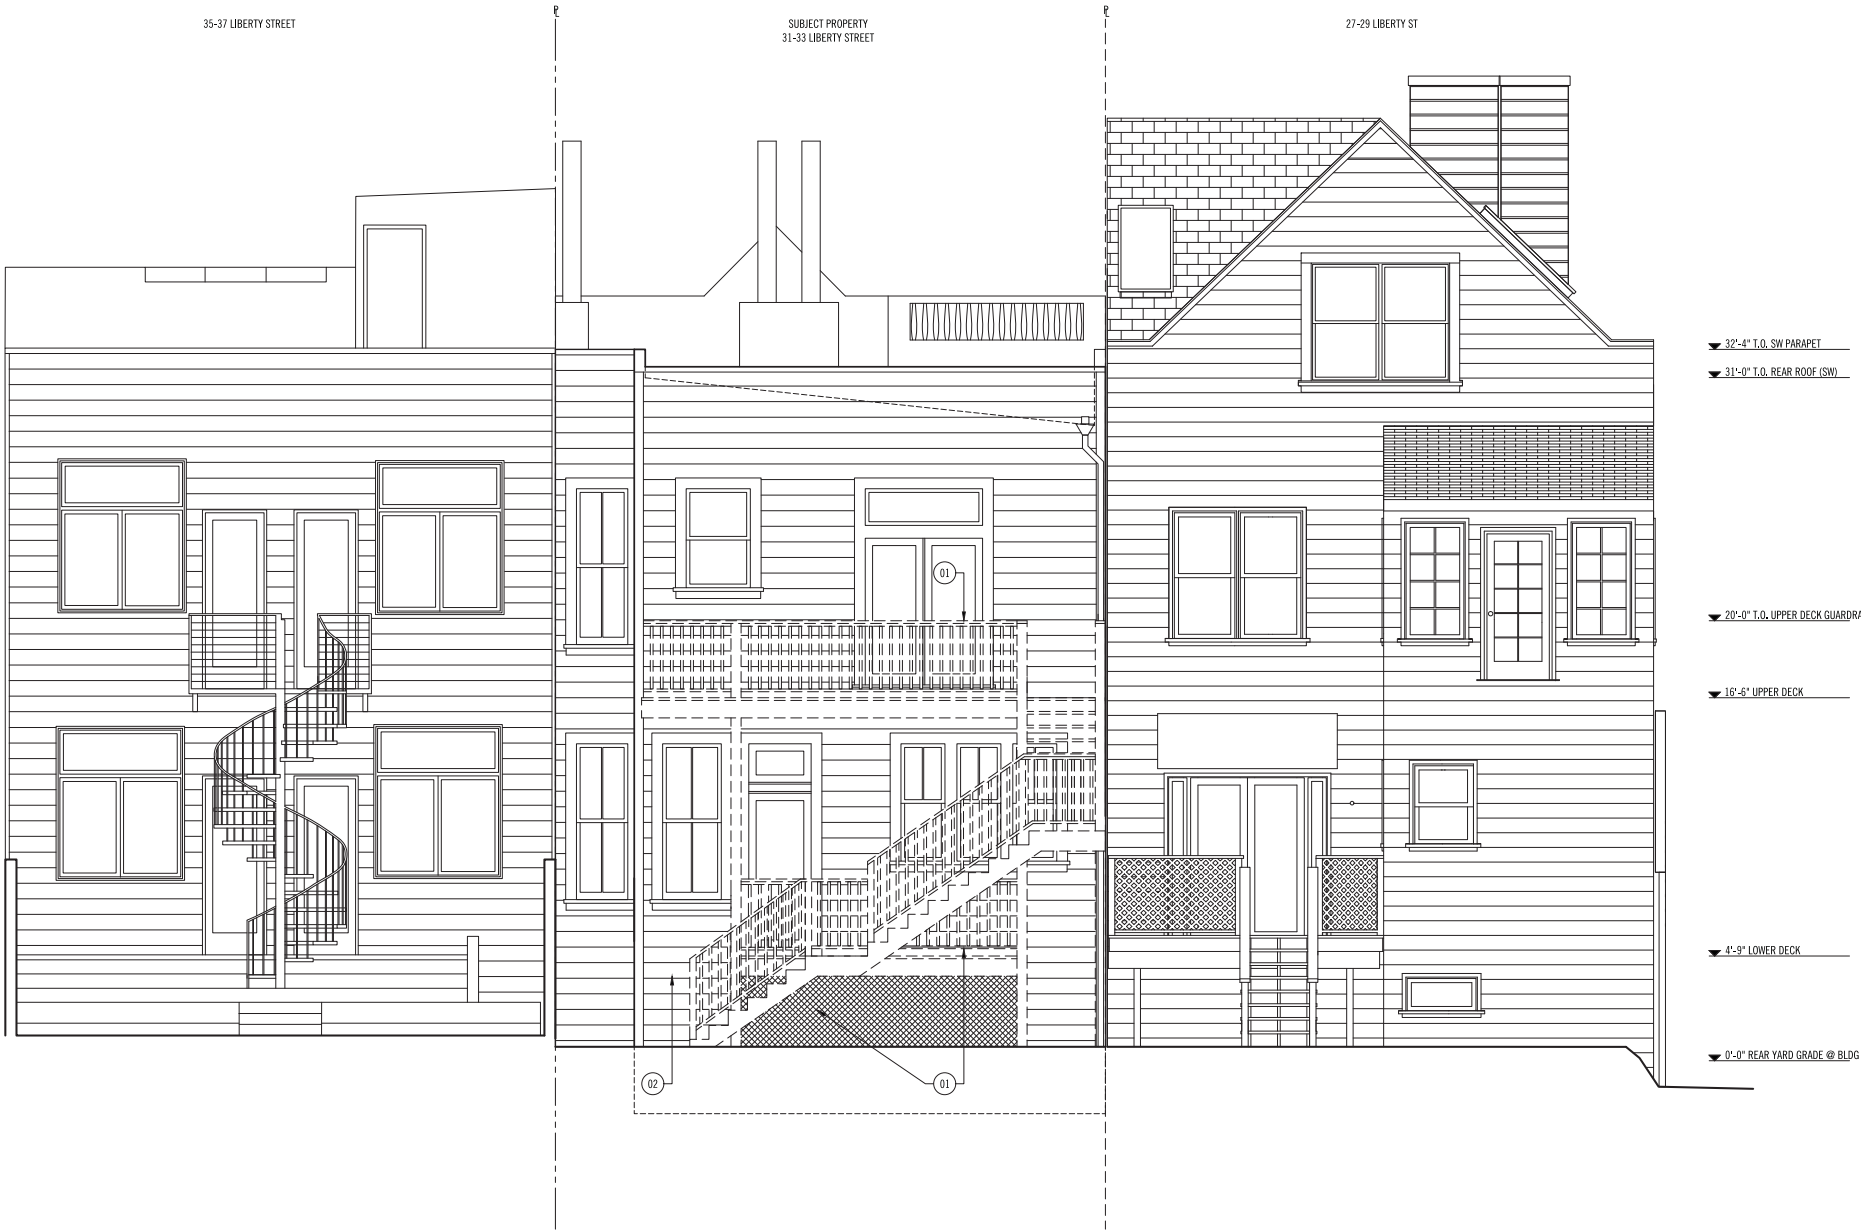 35-37 LIBERTY STREET
SUBJECT PROPERTY
31-33 LIBERTY STREET
27-29 LIBERTY ST
32'-4" T.O. SW PARAPET
31'-0" T.O. REAR ROOF (SW)
01
20'-0" T.O. UPPER DECK GUARDRA
16'-6" UPPER DECK
4'-9" LOWER DECK
0'-0" REAR YARD GRADE @ BLDG
02
01